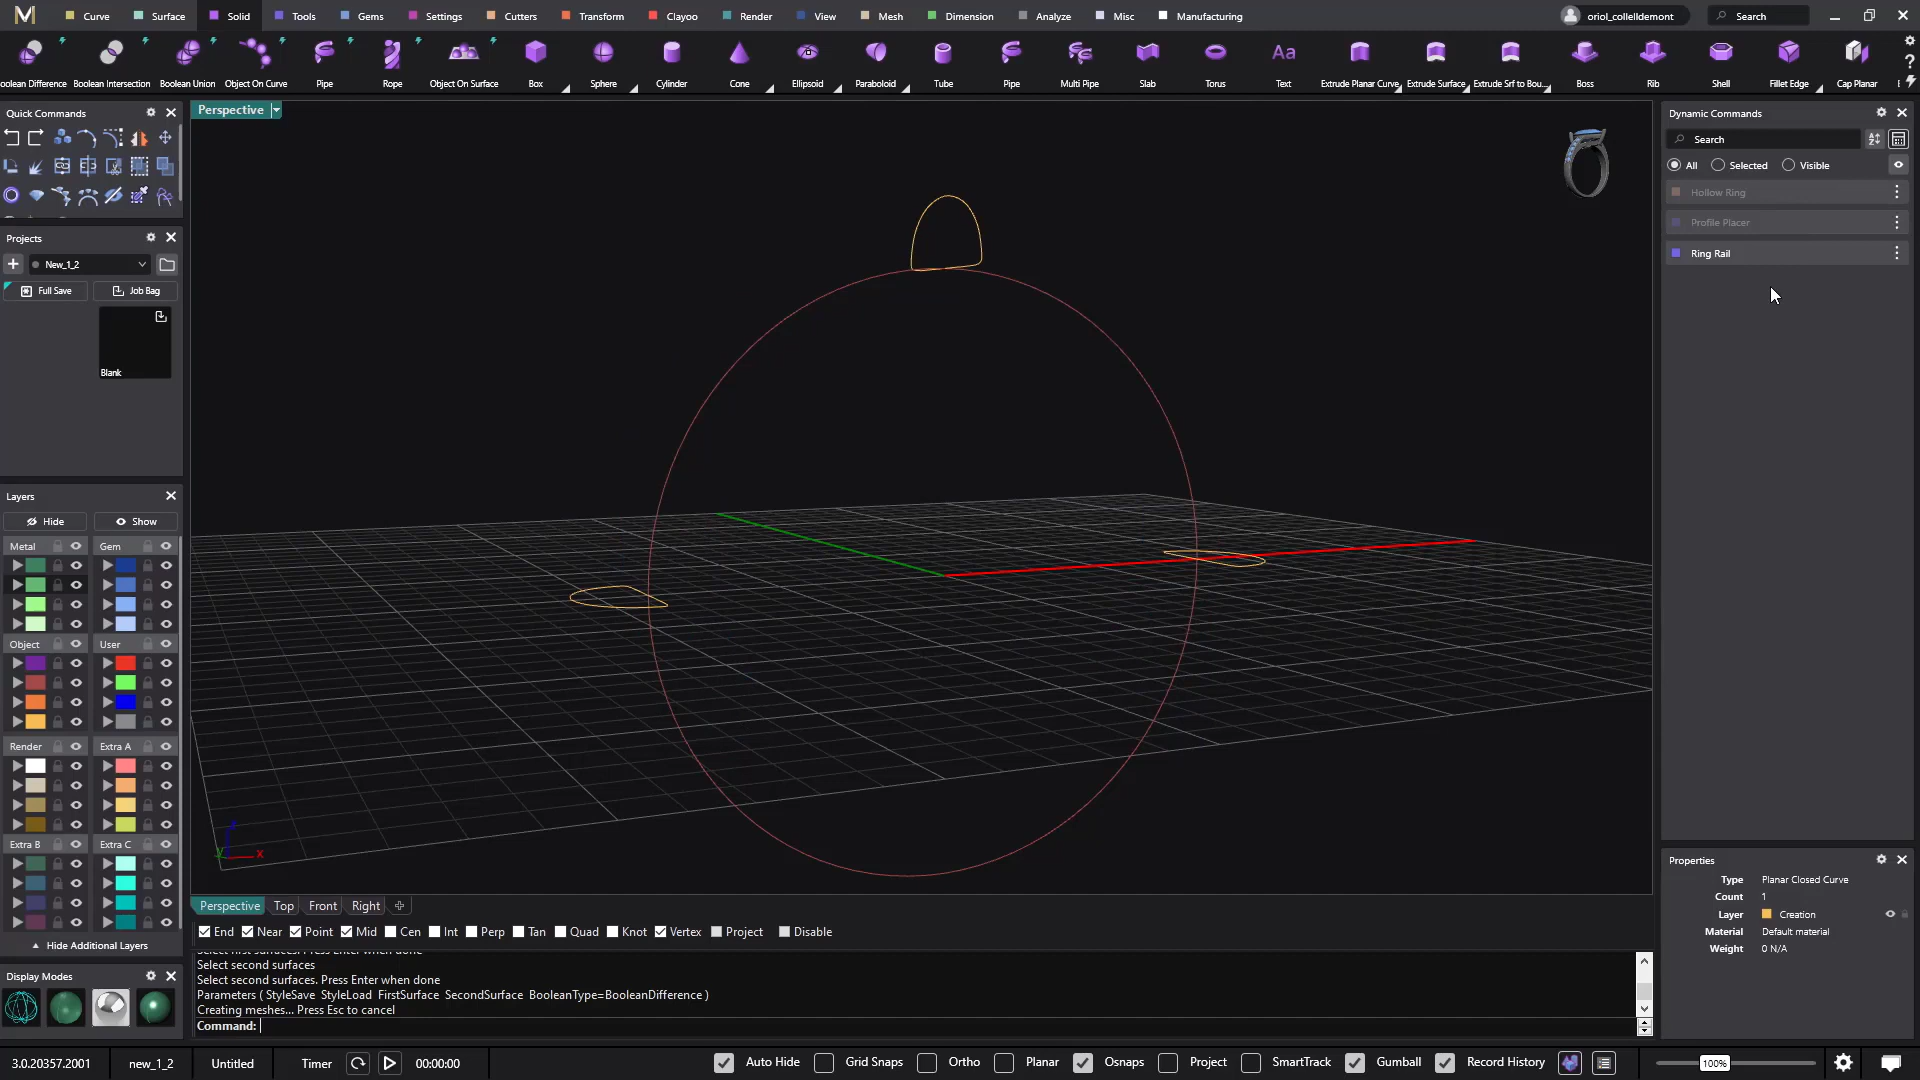 Curve Surface Solid Tools Gems Settings Cutters Transform Clayoo Render View Mesh Dimension Analyze Misc Manufacturing oriol_collelldemont Search
oolean Difference Boolean Intersection Boolean Union Object On Curve Pipe Rope Object On Surface Box Sphere Cylinder Cone Ellipsoid Paraboloid Tube Pipe Multi Pipe Slab Torus Text Extrude Planar Curve Extrude Surface Extrude Srf to Bou... Boss Rib Shell Fillet Edge Cap Planar
Quick Commands
Projects
New_1_2
Full Save Job Bag
Blank
Layers
Hide Show
Metal Gem
Object User
Render Extra A
Extra B Extra C
Hide Additional Layers
Display Modes
Perspective
x
y
Perspective Top Front Right
End Near Point Mid Cen Int Perp Tan Quad Knot Vertex Project Disable
Select first surfaces. Press Enter when done
Select second surfaces
Select second surfaces. Press Enter when done
Parameters ( StyleSave StyleLoad FirstSurface SecondSurface BooleanType=BooleanDifference )
Creating meshes... Press Esc to cancel
Command:
Dynamic Commands
Search
All Selected Visible
Hollow Ring
Profile Placer
Ring Rail
Properties
Type Planar Closed Curve
Count 1
Layer Creation
Material Default material
Weight 0 N/A
3.0.20357.2001 new_1_2 Untitled Timer 00:00:00 Auto Hide Grid Snaps Ortho Planar Osnaps Project SmartTrack Gumball Record History 100%